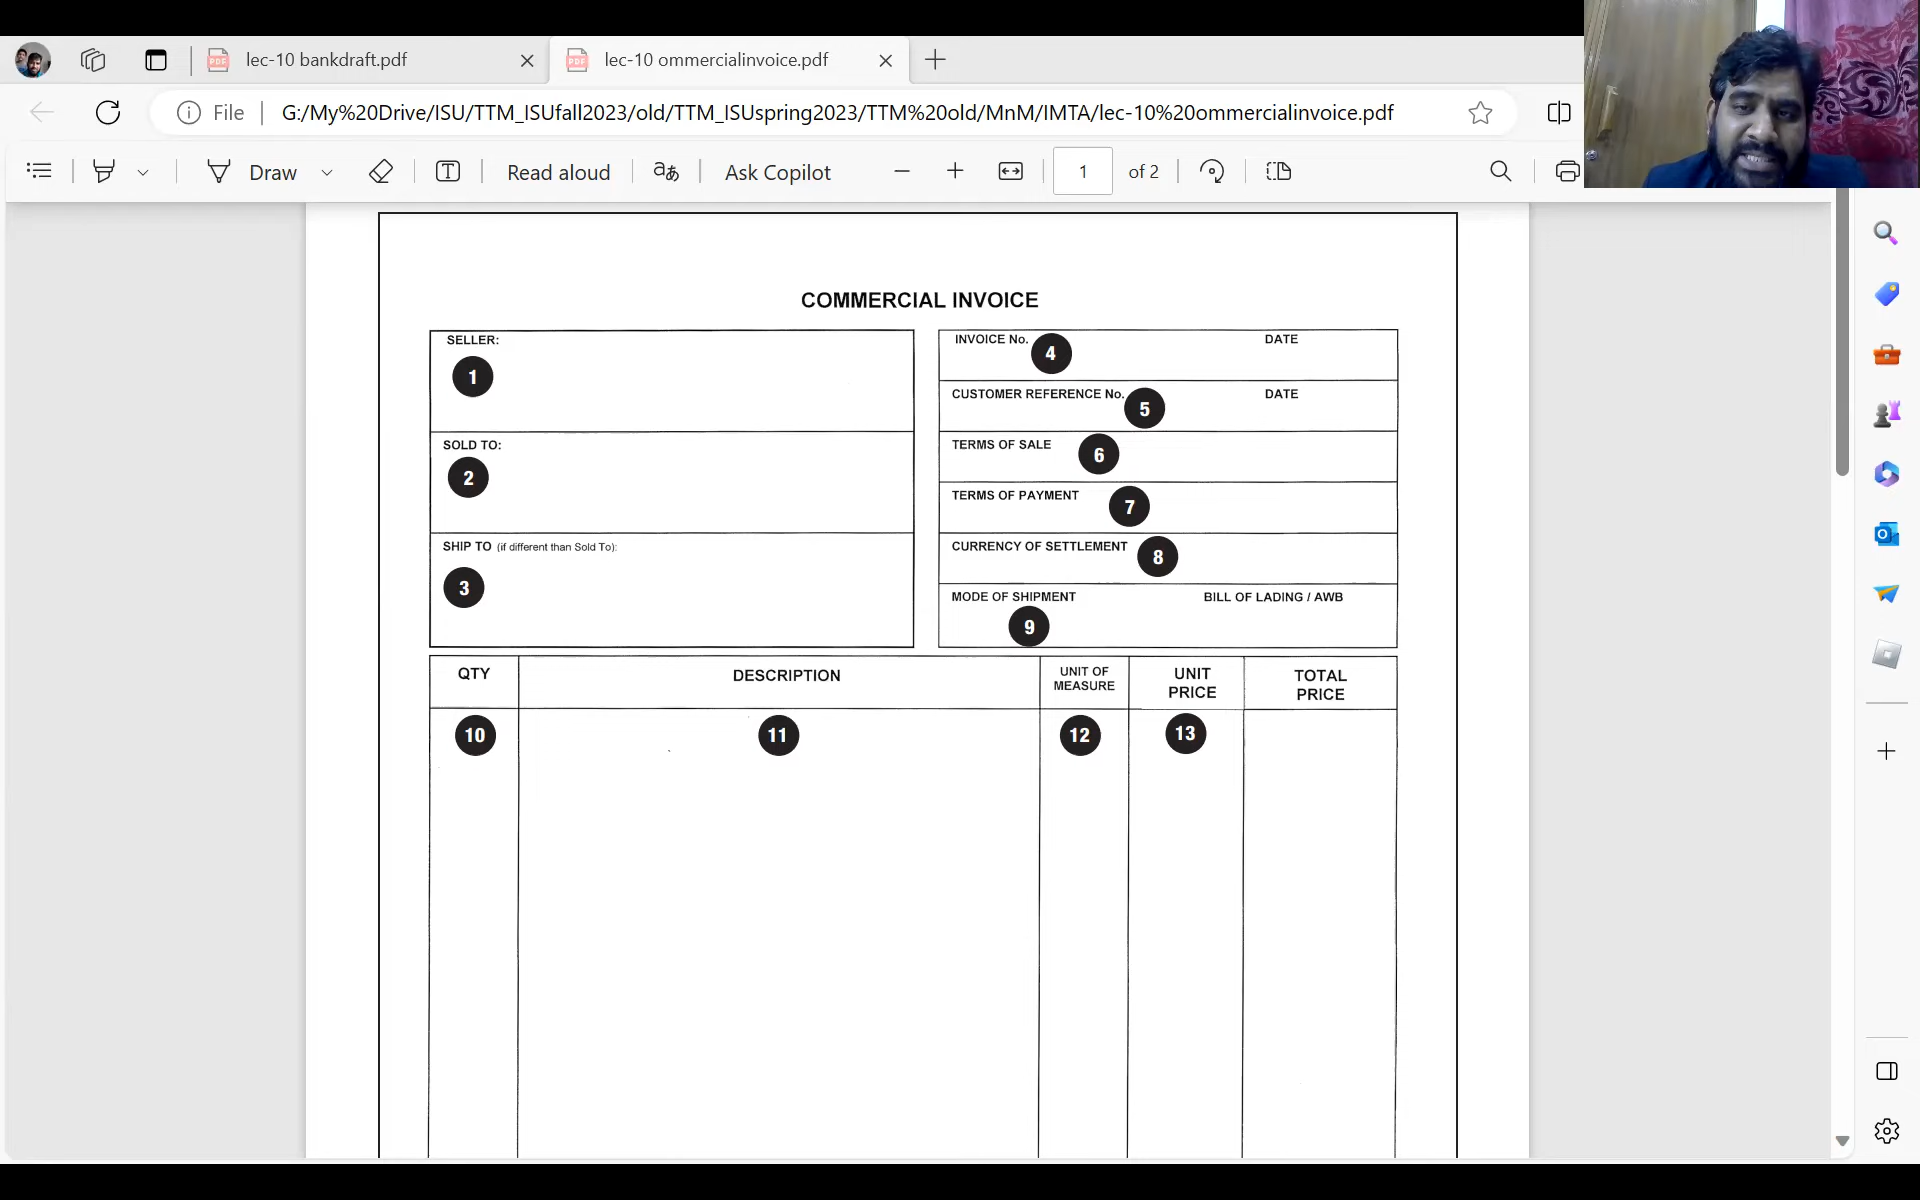 lec-10 bankdraft.pdf
lec-10 ommercialinvoice.pdf
File
G:/My%20Drive/ISU/TTM_ISUfall2023/old/TTM_ISUspring2023/TTM%20old/MnM/IMTA/lec-10%20ommercialinvoice.pdf
Draw
Read aloud
aあ
Ask Copilot
1 of 2
COMMERCIAL INVOICE
SELLER:
1
SOLD TO:
2
SHIP TO (if different than Sold To):
3
INVOICE No. 4 DATE
CUSTOMER REFERENCE No. 5 DATE
TERMS OF SALE 6
TERMS OF PAYMENT 7
CURRENCY OF SETTLEMENT 8
MODE OF SHIPMENT BILL OF LADING / AWB
9
QTY DESCRIPTION UNIT OF MEASURE UNIT PRICE TOTAL PRICE
10 11 12 13